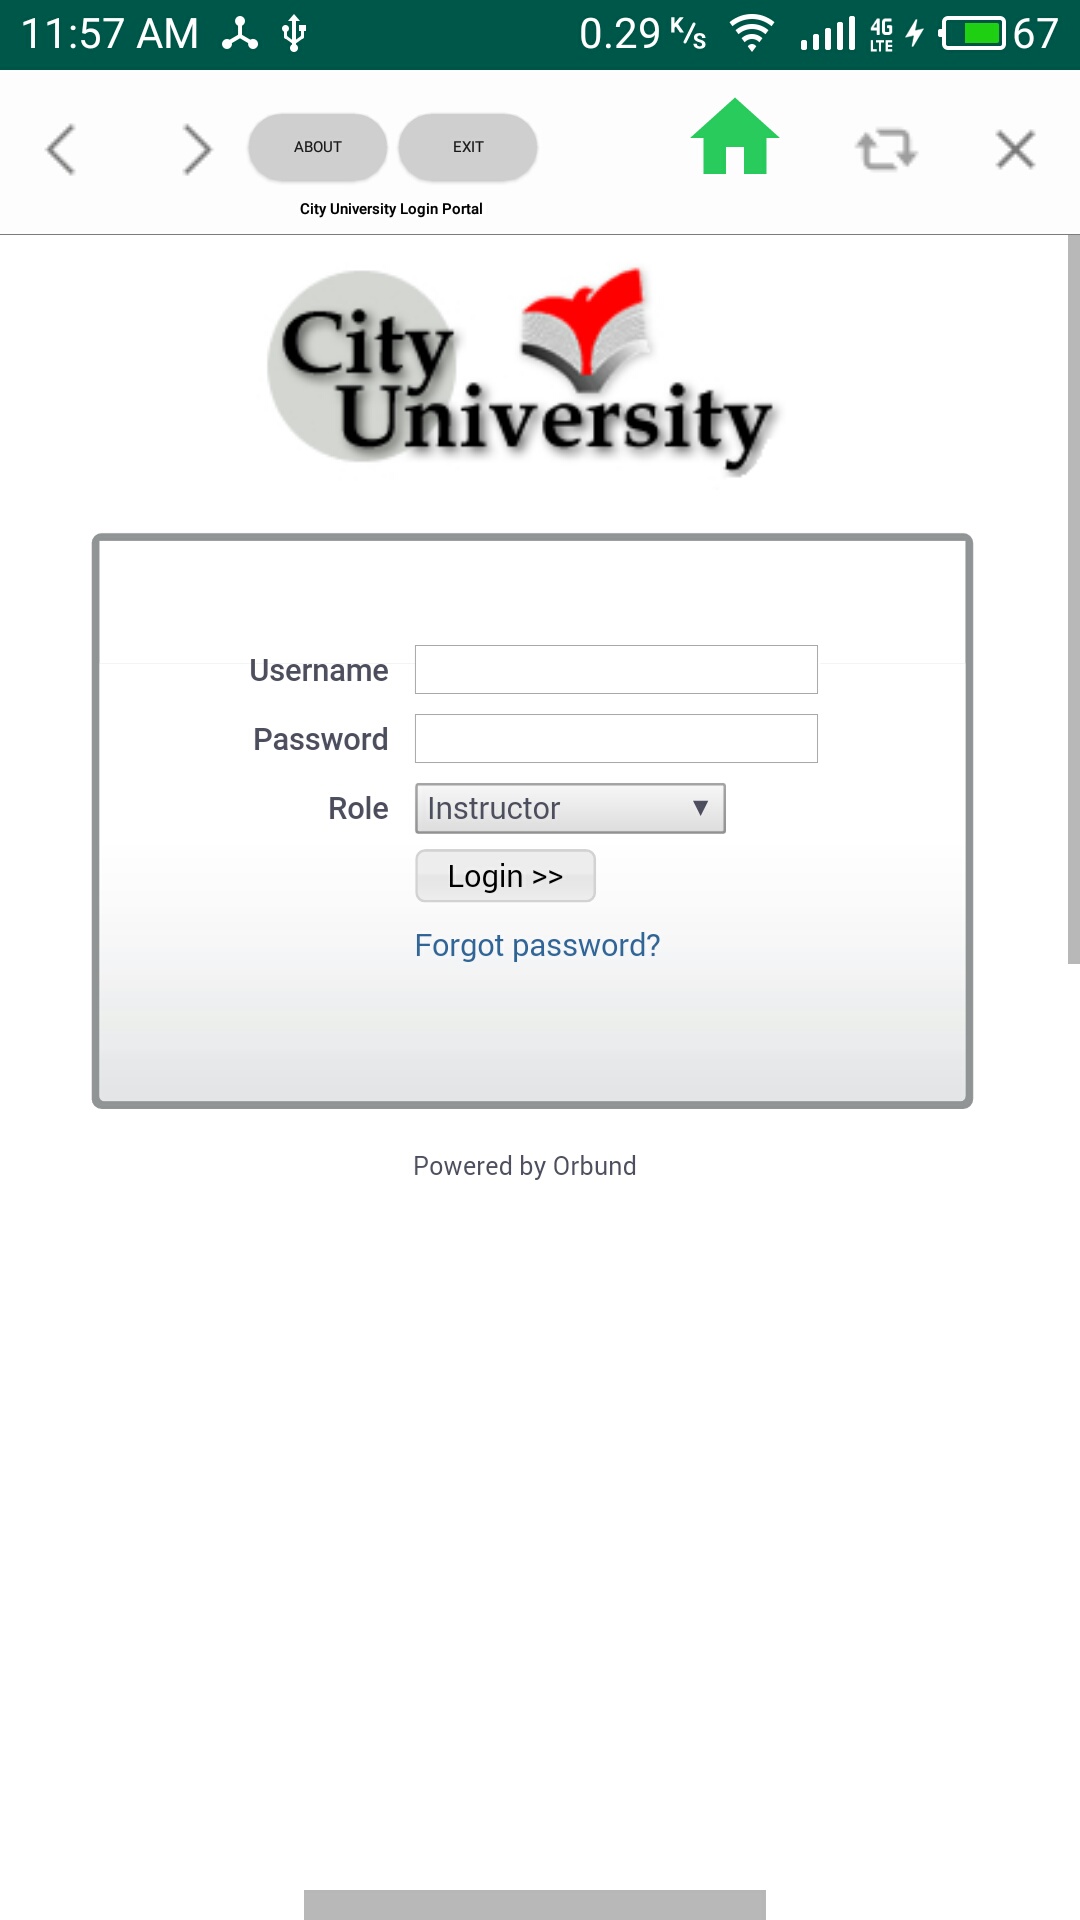 11:57 AM 0.29 K/s 4G LTE 67
ABOUT EXIT
City University Login Portal
City
University
Username
Password
Role Instructor
Login >>
Forgot password?
Powered by Orbund